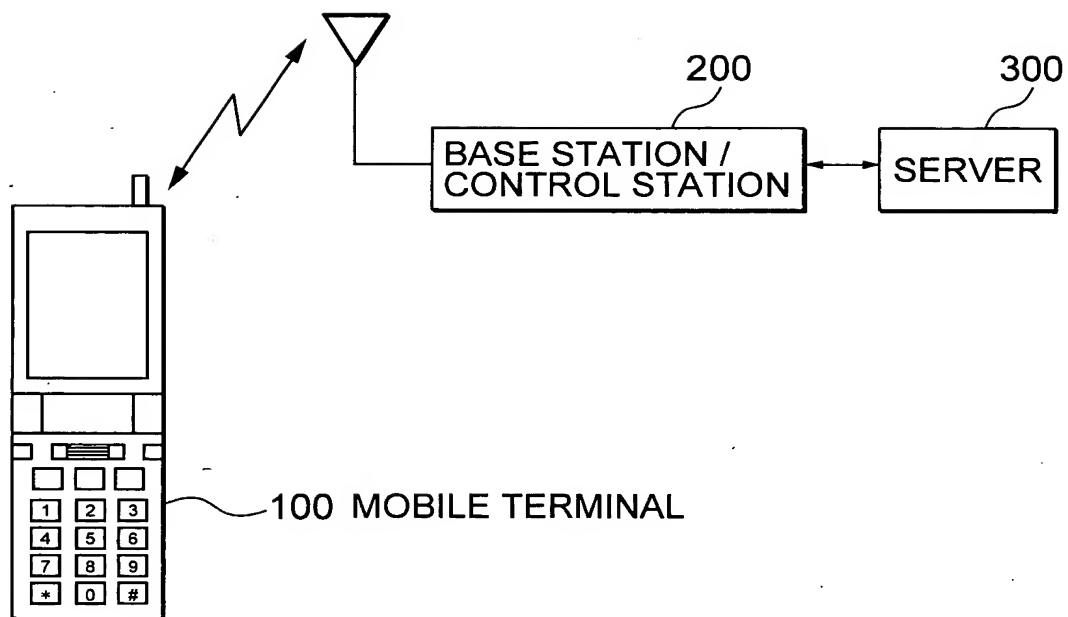 200
300
BASE STATION /
CONTROL STATION
SERVER
100 MOBILE TERMINAL
1 2 3
4 5 6
7 8 9
* 0 #